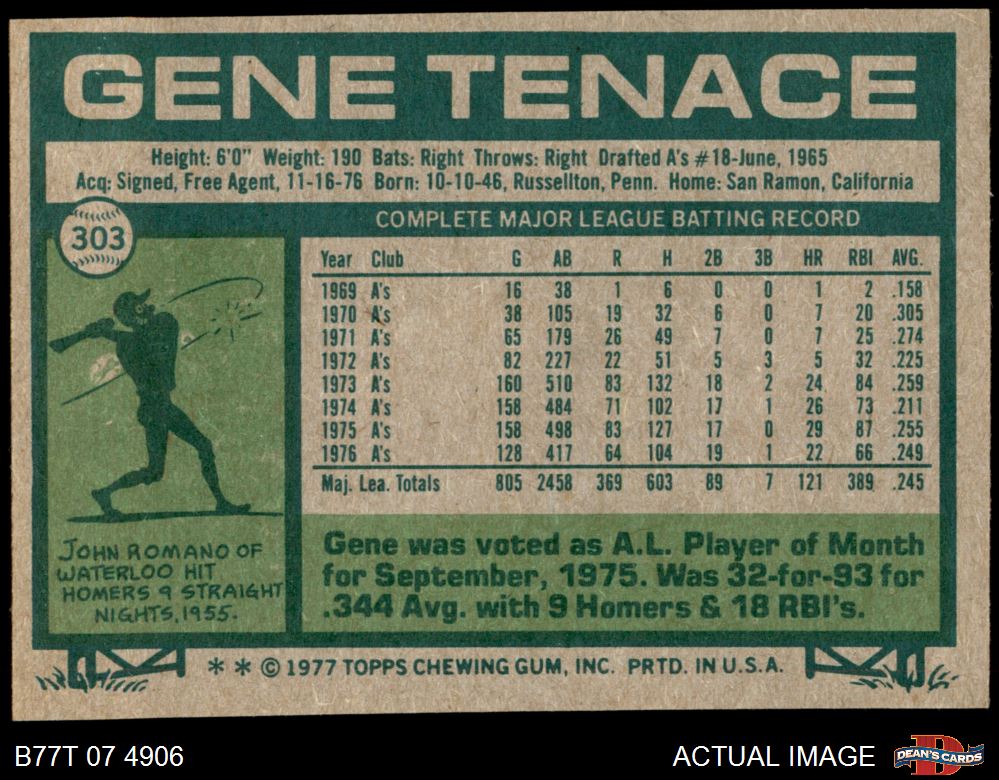 GENE TENACE
Height: 6'0" Weight: 190 Bats: Right Throws: Right Drafted A's #18-June, 1965
Acq: Signed, Free Agent, 11-16-76 Born: 10-10-46, Russellton, Penn. Home: San Ramon, California
303
COMPLETE MAJOR LEAGUE BATTING RECORD
Year Club G AB R H 2B 3B HR RBI AVG.
1969 A's 16 38 1 6 0 0 1 2 .158
1970 A's 38 105 19 32 6 0 7 20 .305
1971 A's 65 179 26 49 7 0 7 25 .274
1972 A's 82 227 22 51 5 3 5 32 .225
1973 A's 160 510 83 132 18 2 24 84 .259
1974 A's 158 484 71 102 17 1 26 73 .211
1975 A's 158 498 83 127 17 0 29 87 .255
1976 A's 128 417 64 104 19 1 22 66 .249
Maj. Lea. Totals 805 2458 369 603 89 7 121 389 .245
JOHN ROMANO OF
WATERLOO HIT
HOMERS 9 STRAIGHT
NIGHTS, 1955.
Gene was voted as A.L. Player of Month
for September, 1975. Was 32-for-93 for
.344 Avg. with 9 Homers & 18 RBI's.
** © 1977 TOPPS CHEWING GUM, INC. PRTD. IN U.S.A.
B77T 07 4906
ACTUAL IMAGE
D
DEAN'S CARDS